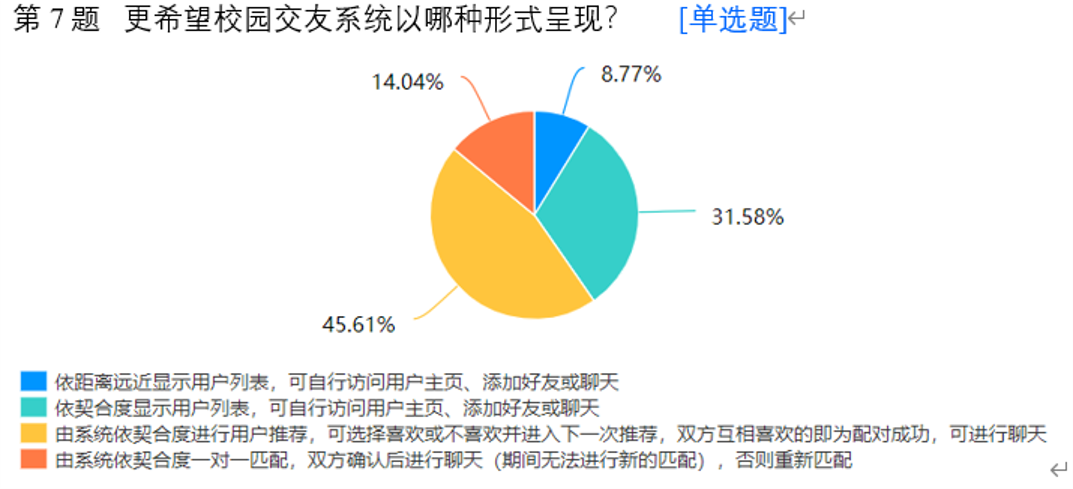 第 7 题 更希望校园交友系统以哪种形式呈现？ [单选题]↵
14.04%
8.77%
31.58%
45.61%
依距离远近显示用户列表，可自行访问用户主页、添加好友或聊天
依契合度显示用户列表，可自行访问用户主页、添加好友或聊天
由系统依契合度进行用户推荐，可选择喜欢或不喜欢并进入下一次推荐，双方互相喜欢的即为配对成功，可进行聊天
由系统依契合度一对一匹配，双方确认后进行聊天（期间无法进行新的匹配），否则重新匹配
↵